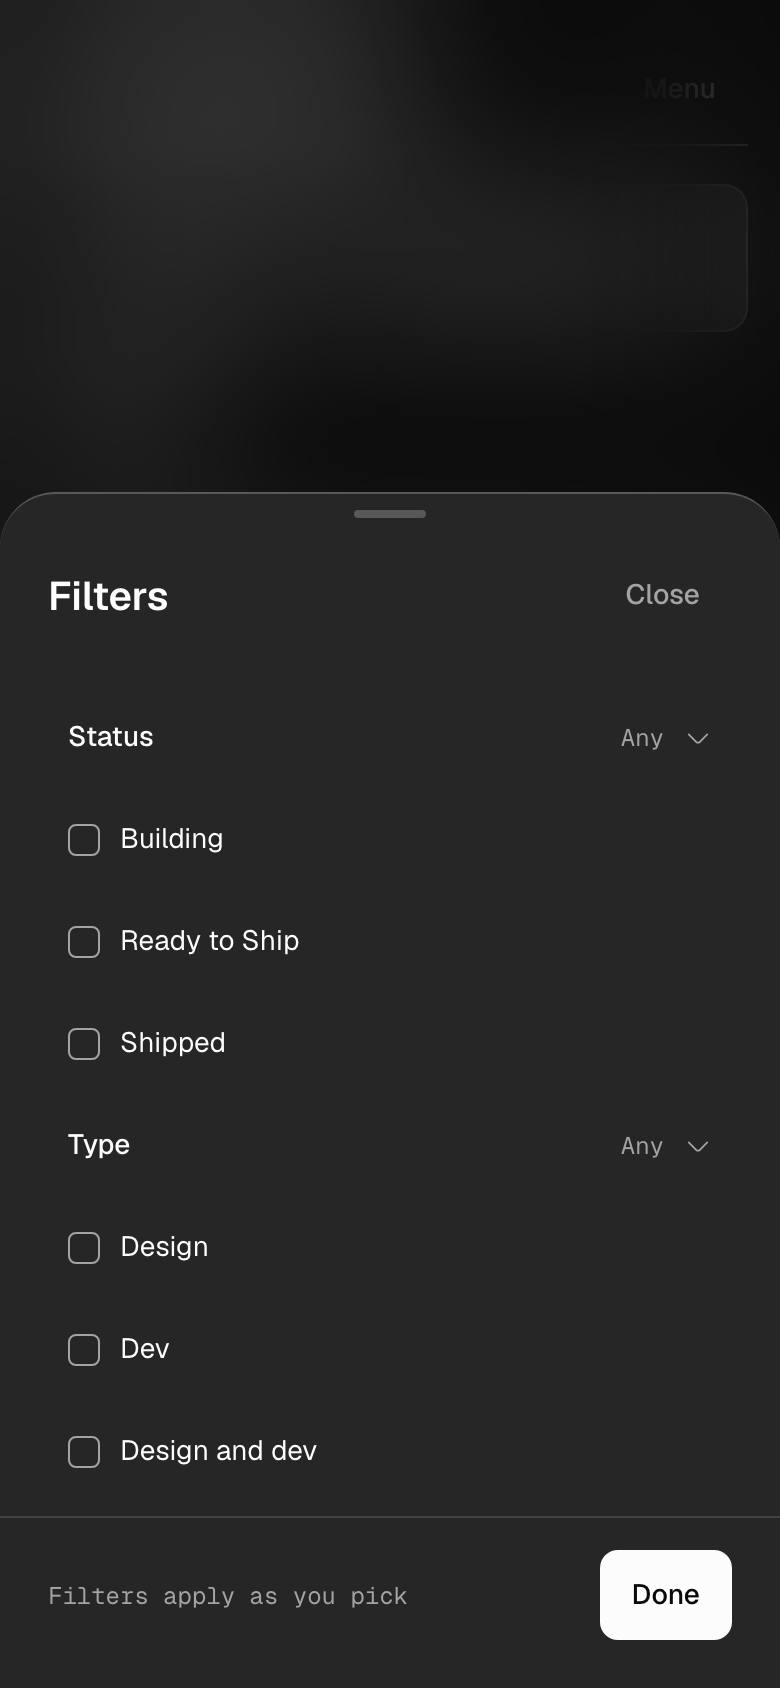 Menu
Filters
Close
Status
Any
Building
Ready to Ship
Shipped
Type
Any
Design
Dev
Design and dev
Filters apply as you pick
Done